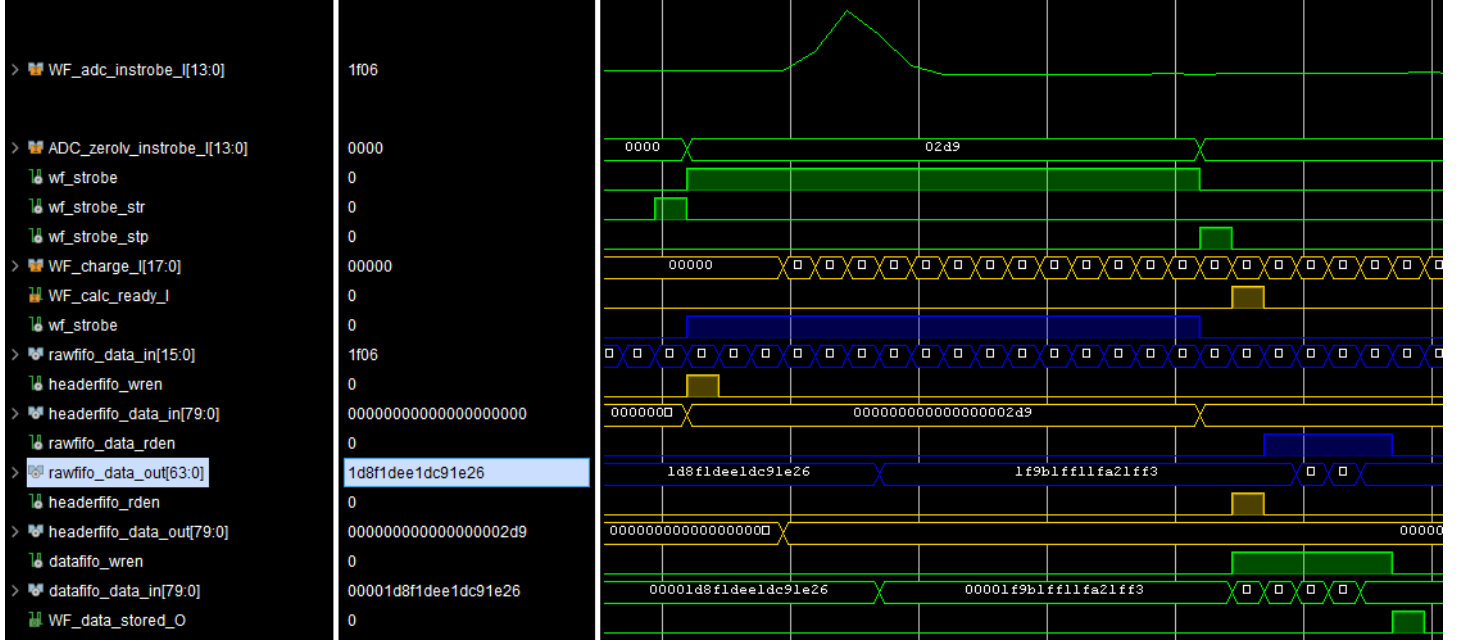 WF_adc_instrobe_I[13:0] 1f06
ADC_zerolv_instrobe_I[13:0] 0000 0000 02d9
wf_strobe 0
wf_strobe_str 0
wf_strobe_stp 0
WF_charge_I[17:0] 00000 00000
WF_calc_ready_I 0
wf_strobe 0
rawfifo_data_in[15:0] 1f06
headerfifo_wren 0
headerfifo_data_in[79:0] 00000000000000000000 000000 000000000000000002d9
rawfifo_data_rden 0
rawfifo_data_out[63:0] 1d8f1dee1dc91e26 1d8f1dee1dc91e26 1f9b1ff11fa21ff3
headerfifo_rden 0
headerfifo_data_out[79:0] 000000000000000002d9 0000000000000000000 00000
datafifo_wren 0
datafifo_data_in[79:0] 00001d8f1dee1dc91e26 00001d8f1dee1dc91e26 00001f9b1ff11fa21ff3
WF_data_stored_O 0